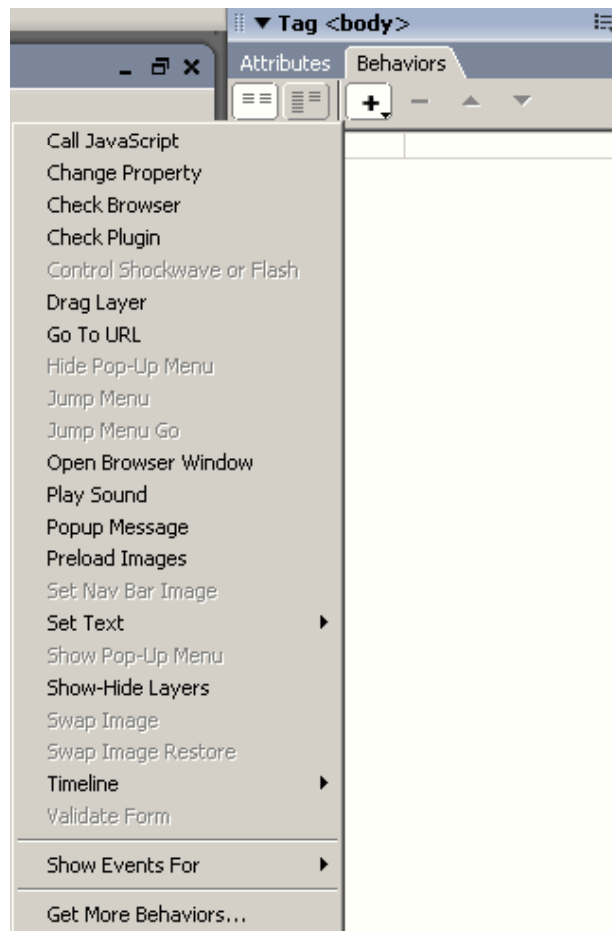 Tag <body>
Attributes Behaviors
Call JavaScript
Change Property
Check Browser
Check Plugin
Control Shockwave or Flash
Drag Layer
Go To URL
Hide Pop-Up Menu
Jump Menu
Jump Menu Go
Open Browser Window
Play Sound
Popup Message
Preload Images
Set Nav Bar Image
Set Text
Show Pop-Up Menu
Show-Hide Layers
Swap Image
Swap Image Restore
Timeline
Validate Form
Show Events For
Get More Behaviors...